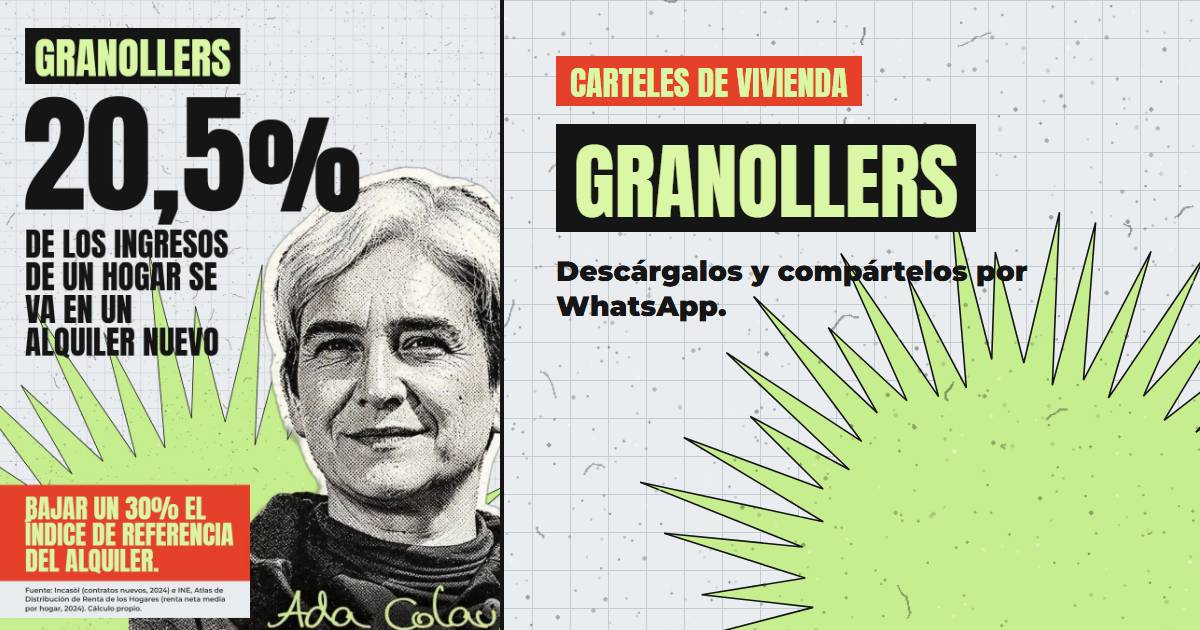 GRANOLLERS
20,5%
DE LOS INGRESOS
DE UN HOGAR SE
VA EN UN
ALQUILER NUEVO
BAJAR UN 30% EL
ÍNDICE DE REFERENCIA
DEL ALQUILER.
Fuente: Incasòl (contratos nuevos, 2024) e INE, Atlas de
Distribución de Renta de los Hogares (renta neta media
por hogar, 2024). Cálculo propio.
Ada Colau
CARTELES DE VIVIENDA
GRANOLLERS
Descárgalos y compártelos por
WhatsApp.